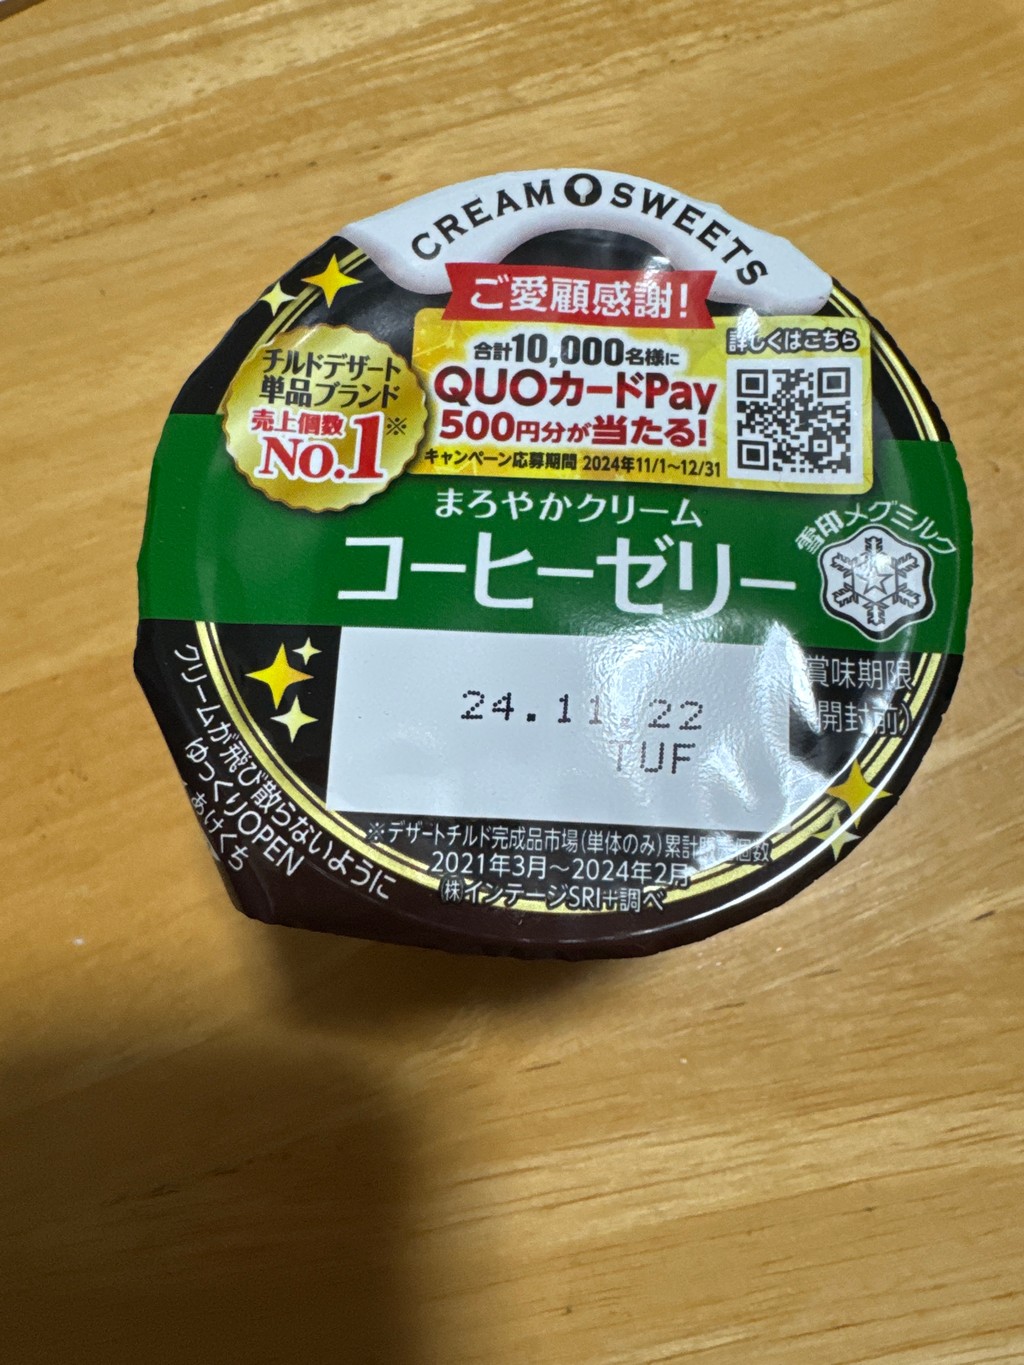 CREAM SWEETS
ご愛顧感謝!
合計10,000名様に
QUOカードPay
500円分が当たる!
キャンペーン応募期間 2024年11/1~12/31
詳しくはこちら
チルドデザート
単品ブランド
売上個数※
No.1
まろやかクリーム
コーヒーゼリー
雪印メグミルク
24.11.22
TUF
賞味期限
(開封前)
クリームが飛び散らないように
ゆっくりOPEN
あけくち
※デザートチルド完成品市場(単体のみ)累計販売個数
2021年3月~2024年2月
(株)インテージSRI+調べ